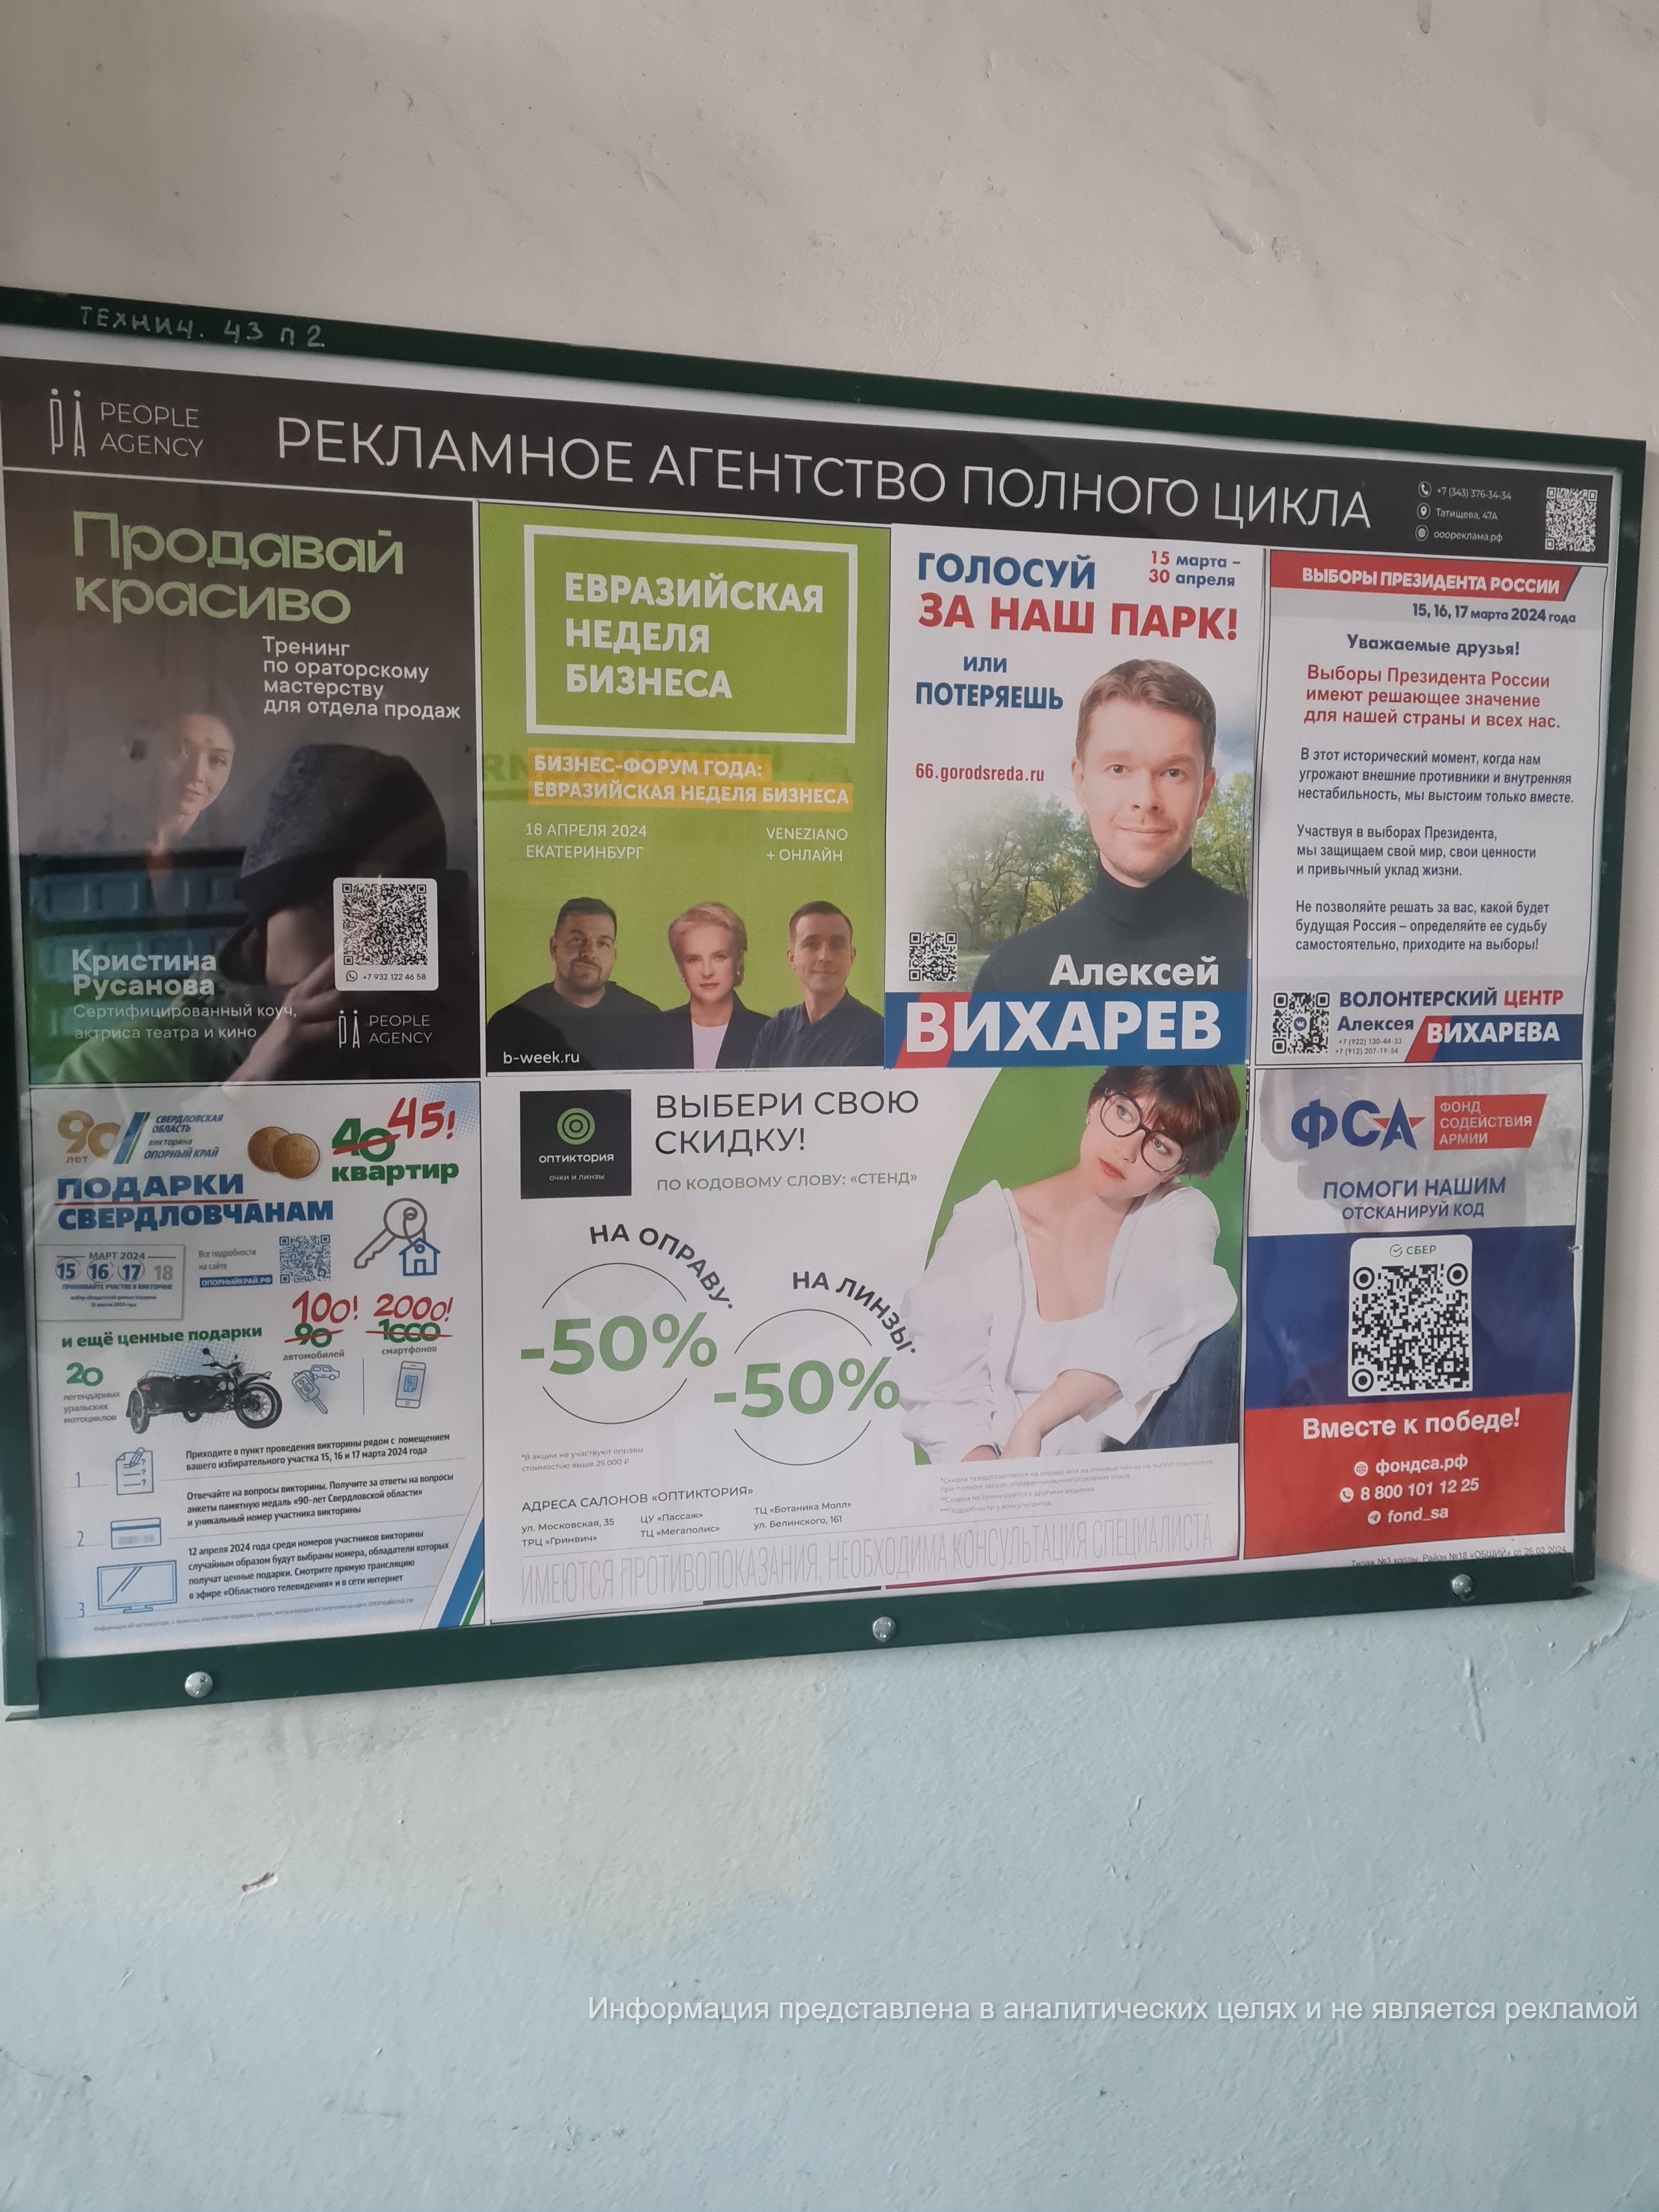 ТЕХНИЧ. 43 п 2
PEOPLE
AGENCY
РЕКЛАМНОЕ АГЕНТСТВО ПОЛНОГО ЦИКЛА
+7 (343) 376-34-34
Татищева, 47А
ооореклама.рф
Продавай
красиво
Тренинг
по ораторскому
мастерству
для отдела продаж
+7 932 122 46 58
Кристина
Русанова
Сертифицированный коуч,
актриса театра и кино
PEOPLE
AGENCY
ЕВРАЗИЙСКАЯ
НЕДЕЛЯ
БИЗНЕСА
БИЗНЕС-ФОРУМ ГОДА:
ЕВРАЗИЙСКАЯ НЕДЕЛЯ БИЗНЕСА
18 АПРЕЛЯ 2024
ЕКАТЕРИНБУРГ
VENEZIANO
+ ОНЛАЙН
b-week.ru
ГОЛОСУЙ
15 марта –
30 апреля
ЗА НАШ ПАРК!
ИЛИ
ПОТЕРЯЕШЬ
66.gorodsreda.ru
Алексей
ВИХАРЕВ
ВЫБОРЫ ПРЕЗИДЕНТА РОССИИ
15, 16, 17 марта 2024 года
Уважаемые друзья!
Выборы Президента России
имеют решающее значение
для нашей страны и всех нас.
В этот исторический момент, когда нам
угрожают внешние противники и внутренняя
нестабильность, мы выстоим только вместе.
Участвуя в выборах Президента,
мы защищаем свой мир, свои ценности
и привычный уклад жизни.
Не позволяйте решать за вас, какой будет
будущая Россия – определяйте ее судьбу
самостоятельно, приходите на выборы!
ВОЛОНТЕРСКИЙ ЦЕНТР
Алексея ВИХАРЕВА
+7 (922) 130-44-33
+7 (912) 207-19-54
90 лет
СВЕРДЛОВСКАЯ
ОБЛАСТЬ
викторина
ОПОРНЫЙ КРАЙ
40 45!
квартир
ПОДАРКИ
СВЕРДЛОВЧАНАМ
МАРТ 2024
15 16 17 18
ПРИНИМАЙТЕ УЧАСТИЕ В ВИКТОРИНЕ
Все подробности
на сайте
ОПОРНЫЙКРАЙ.РФ
100! 2000!
и ещё ценные подарки
90 1000
автомобилей
смартфонов
20
легендарных
уральских
мотоциклов
1
Приходите в пункт проведения викторины рядом с помещением
вашего избирательного участка 15, 16 и 17 марта 2024 года
2
Отвечайте на вопросы викторины. Получите за ответы на вопросы
анкеты памятную медаль «90-лет Свердловской области»
и уникальный номер участника викторины
3
12 апреля 2024 года среди номеров участников викторины
случайным образом будут выбраны номера, обладатели которых
получат ценные подарки. Смотрите прямую трансляцию
в эфире «Областного телевидения» и в сети интернет
ОПТИКТОРИЯ
ОЧКИ И ЛИНЗЫ
ВЫБЕРИ СВОЮ
СКИДКУ!
ПО КОДОВОМУ СЛОВУ: «СТЕНД»
НА ОПРАВУ*
-50%
НА ЛИНЗЫ*
-50%
*В акции не участвуют оправы
стоимостью выше 25 000 ₽
АДРЕСА САЛОНОВ «ОПТИКТОРИЯ»
ул. Московская, 35
ТРЦ «Гринвич»
ЦУ «Пассаж»
ТЦ «Мегаполис»
ТЦ «Ботаника Молл»
ул. Белинского, 161
**Скидка не суммируется с другими акциями.
***Подробности у консультантов.
ИМЕЮТСЯ ПРОТИВОПОКАЗАНИЯ, НЕОБХОДИМА КОНСУЛЬТАЦИЯ СПЕЦИАЛИСТА
ФСА
ФОНД
СОДЕЙСТВИЯ
АРМИИ
ПОМОГИ НАШИМ
ОТСКАНИРУЙ КОД
СБЕР
Вместе к победе!
фондса.рф
8 800 101 12 25
fond_sa
Тираж №3 холлы. Район №18 «ОБЩИЙ» от 26.02.2024
Информация представлена в аналитических целях и не является рекламой